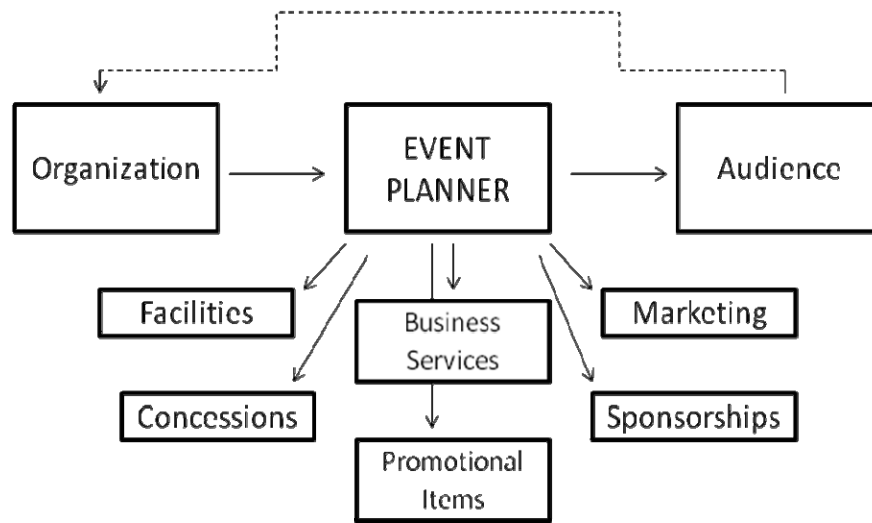 Organization
EVENT
PLANNER
Audience
Facilities
Business
Services
Marketing
Concessions
Sponsorships
Promotional
Items